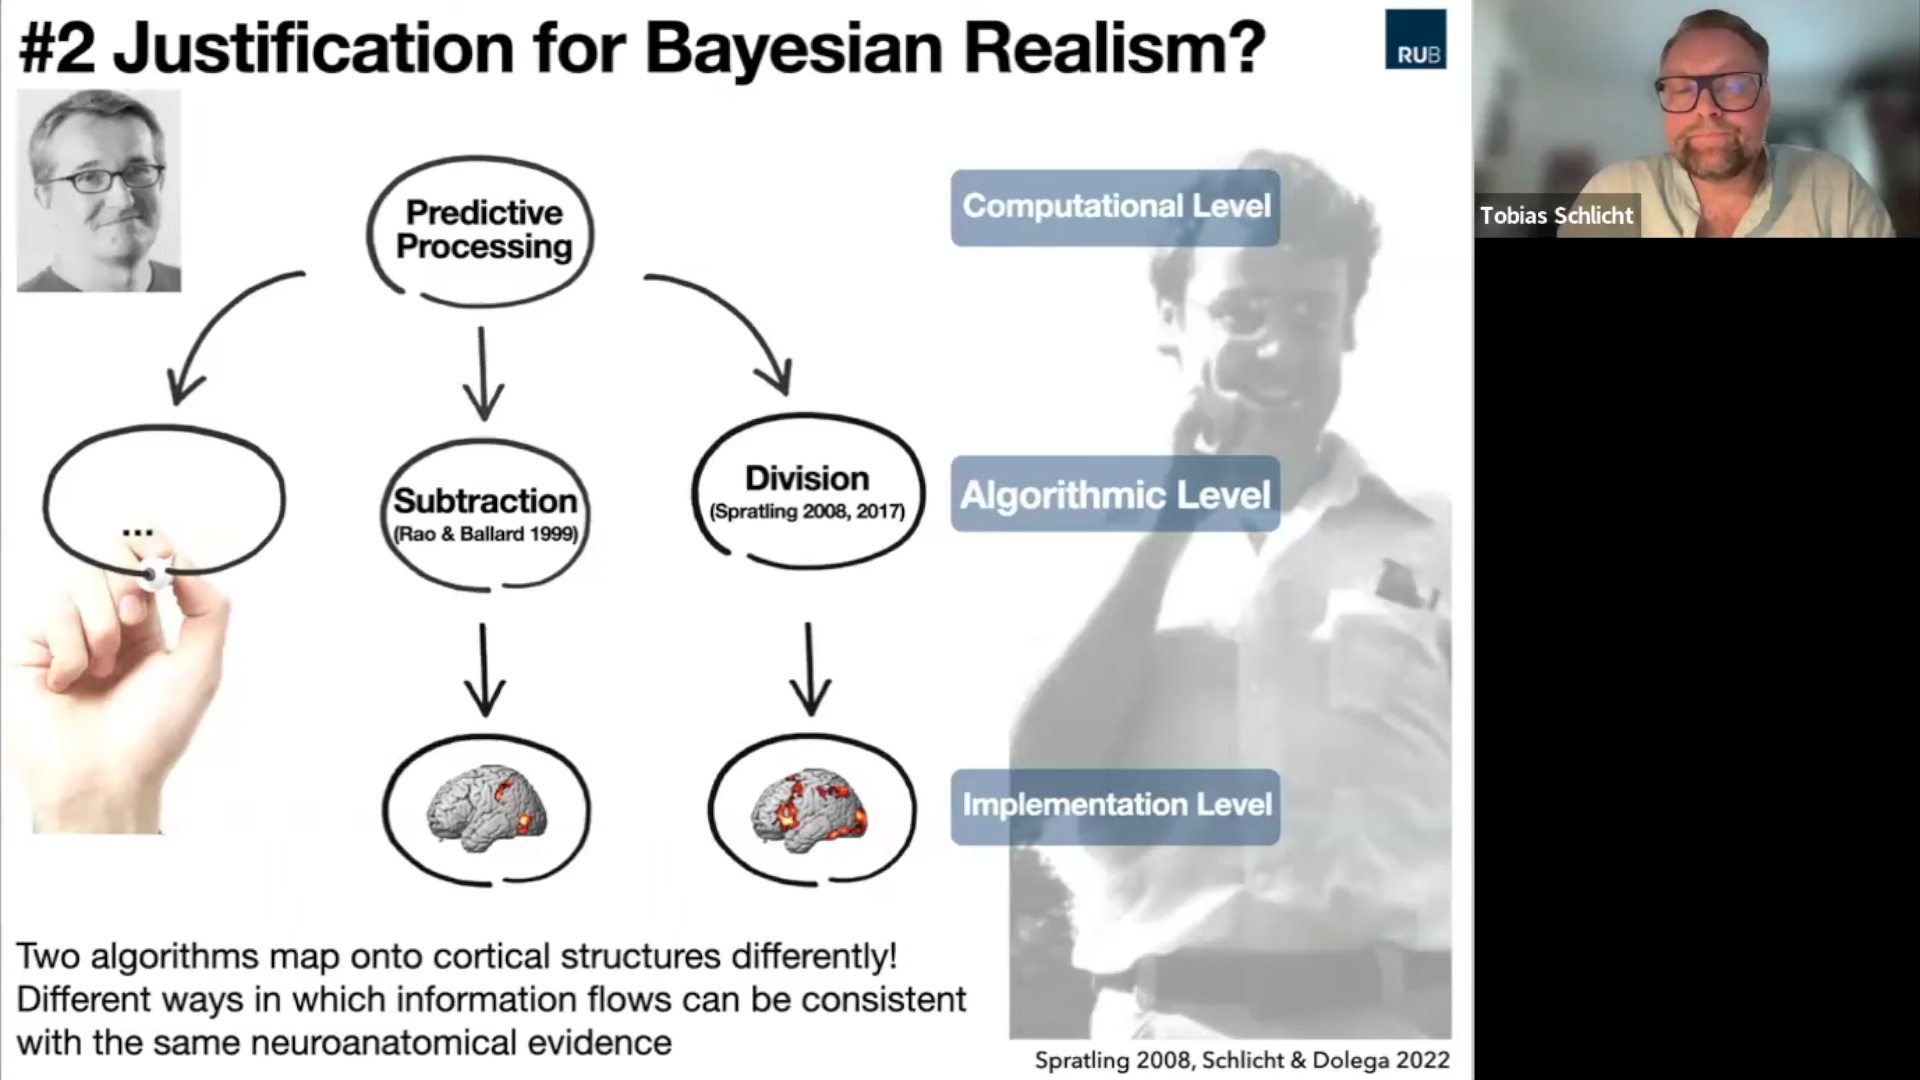 #2 Justification for Bayesian Realism?
RUB
Predictive
Processing
Computational Level
Tobias Schlicht
...
Subtraction
(Rao & Ballard 1999)
Division
(Spratling 2008, 2017)
Algorithmic Level
Implementation Level
Two algorithms map onto cortical structures differently!
Different ways in which information flows can be consistent
with the same neuroanatomical evidence
Spratling 2008, Schlicht & Dolega 2022